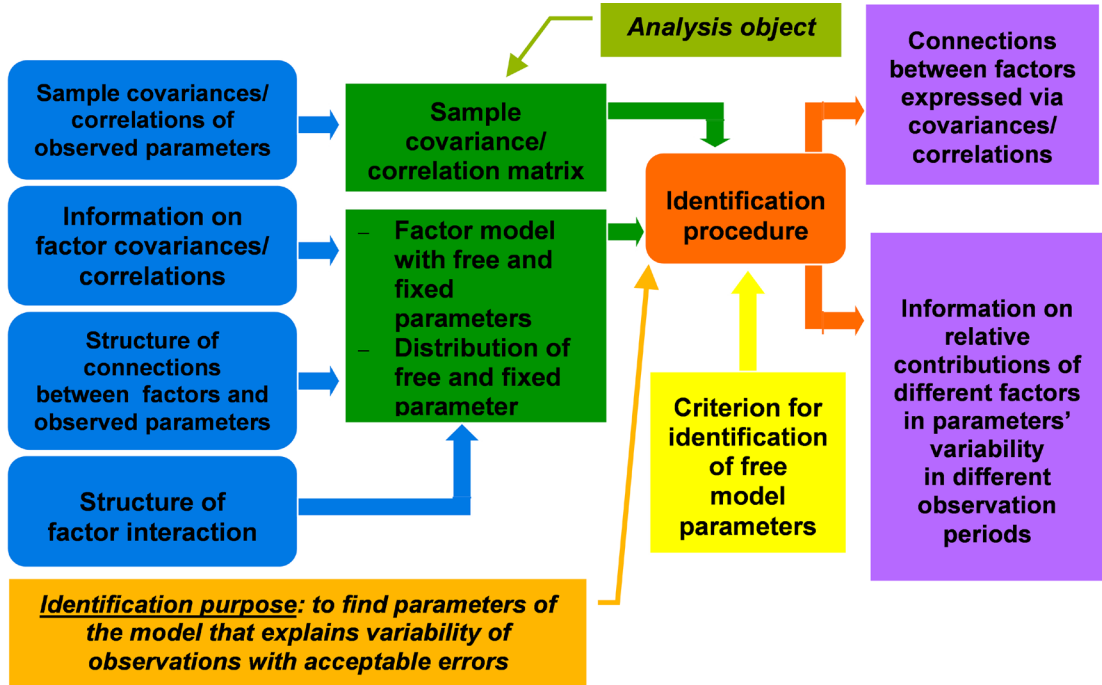 Analysis object
Sample covariances/
correlations of
observed parameters
Sample
covariance/
correlation matrix
Connections
between factors
expressed via
covariances/
correlations
Information on
factor covariances/
correlations
– Factor model
with free and
fixed
parameters
– Distribution of
free and fixed
parameter
Identification
procedure
Structure of
connections
between factors and
observed parameters
Structure of
factor interaction
Criterion for
identification
of free
model
parameters
Information on
relative
contributions of
different factors
in parameters’
variability
in different
observation
periods
Identification purpose: to find parameters of
the model that explains variability of
observations with acceptable errors